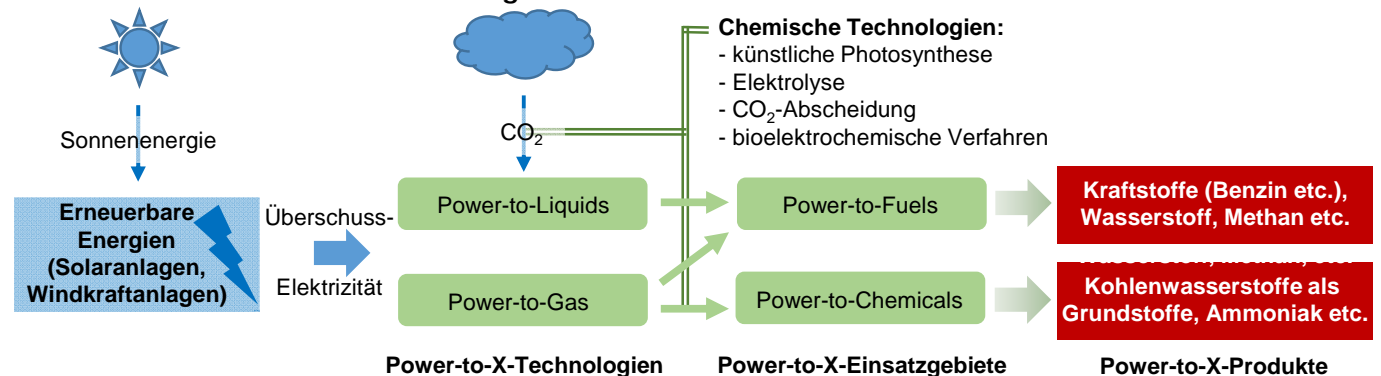 Chemische Technologien:
- künstliche Photosynthese
- Elektrolyse
- CO₂-Abscheidung
- bioelektrochemische Verfahren
Sonnenenergie
CO₂
Erneuerbare
Energien
(Solaranlagen,
Windkraftanlagen)
Überschuss-
Elektrizität
Power-to-Liquids
Power-to-Gas
Power-to-Fuels
Power-to-Chemicals
Kraftstoffe (Benzin etc.),
Wasserstoff, Methan etc.
Kohlenwasserstoffe als
Grundstoffe, Ammoniak etc.
Power-to-X-Technologien
Power-to-X-Einsatzgebiete
Power-to-X-Produkte